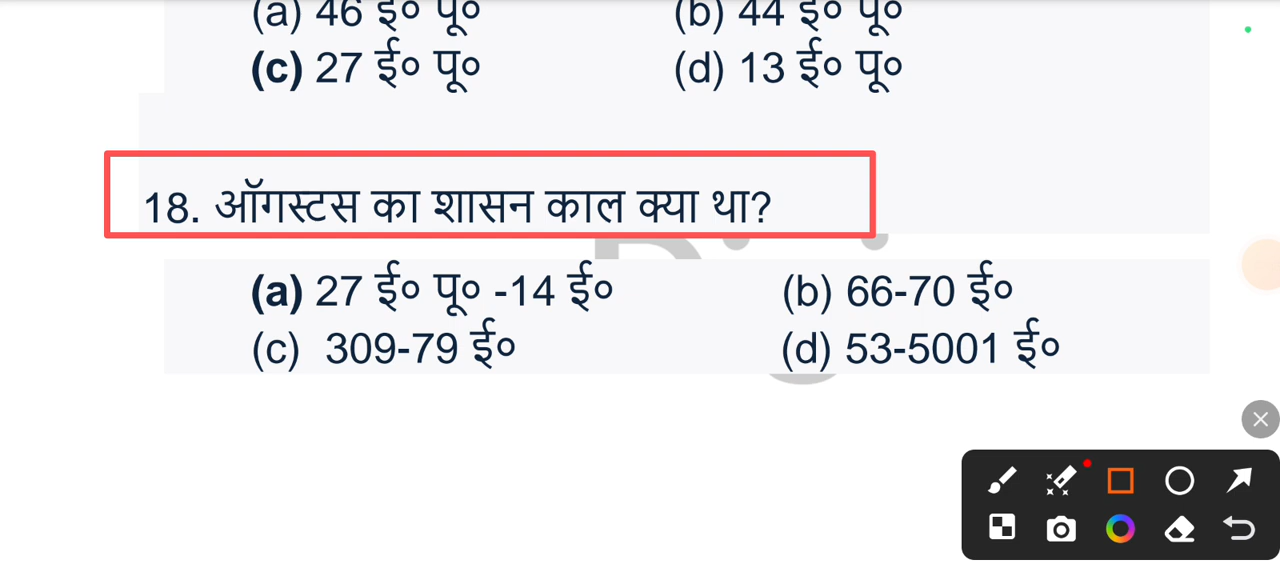 (a) 46 ई० पू० (b) 44 ई० पू०
(c) 27 ई० पू० (d) 13 ई० पू०
18. ऑगस्टस का शासन काल क्या था?
(a) 27 ई० पू० -14 ई० (b) 66-70 ई०
(c) 309-79 ई० (d) 53-5001 ई०